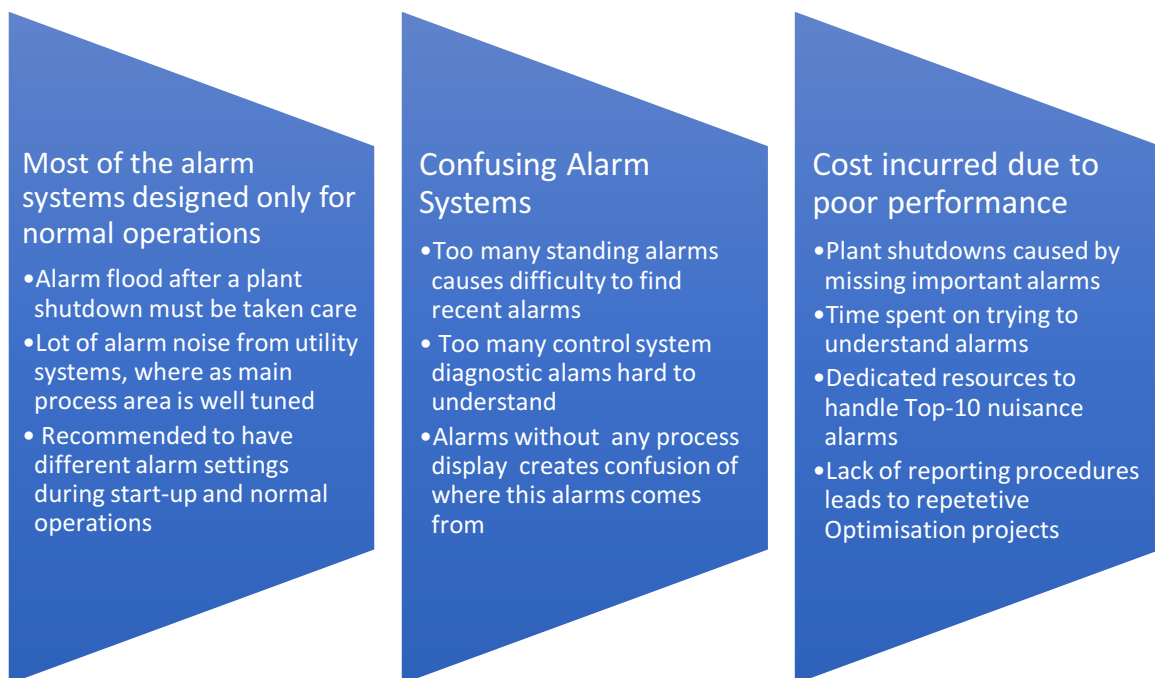 Most of the alarm
systems designed only for
normal operations
•Alarm flood after a plant
shutdown must be taken care
•Lot of alarm noise from utility
systems, where as main
process area is well tuned
• Recommended to have
different alarm settings
during start-up and normal
operations
Confusing Alarm
Systems
•Too many standing alarms
causes difficulty to find
recent alarms
• Too many control system
diagnostic alams hard to
understand
•Alarms without any process
display creates confusion of
where this alarms comes
from
Cost incurred due to
poor performance
•Plant shutdowns caused by
missing important alarms
•Time spent on trying to
understand alarms
•Dedicated resources to
handle Top-10 nuisance
alarms
•Lack of reporting procedures
leads to repetetive
Optimisation projects